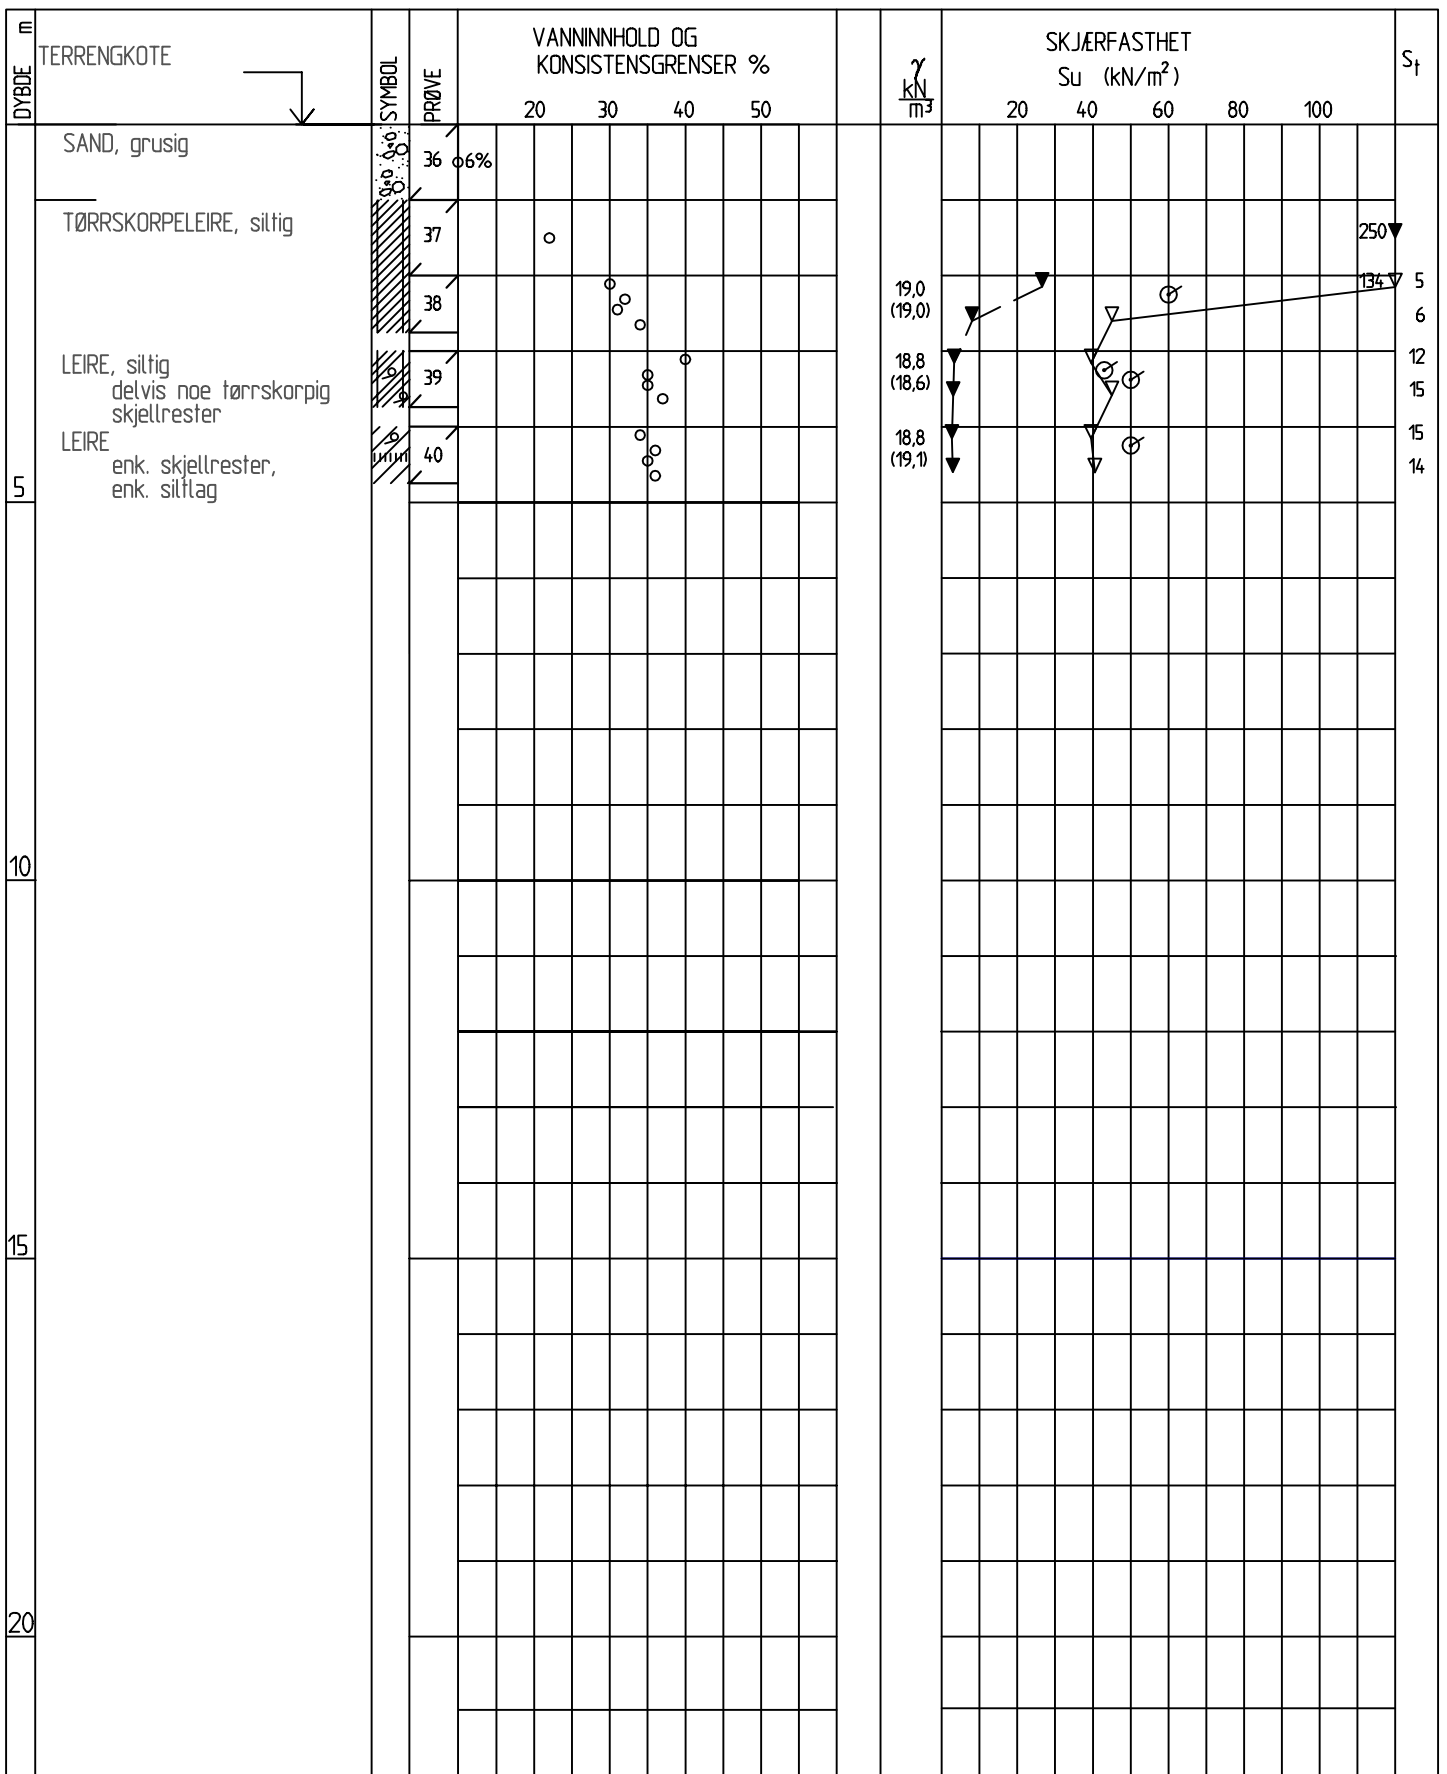 DYBDE m
TERRENGKOTE
SYMBOL
PRØVE
VANNINNHOLD OG
KONSISTENSGRENSER %
20 30 40 50
γ
kN
m³
SKJÆRFASTHET
Su (kN/m²)
20 40 60 80 100
St
SAND, grusig
36
6%
TØRRSKORPELEIRE, siltig
37
250
38
19,0
(19,0)
134
5
6
LEIRE, siltig
delvis noe tørrskorpig
skjellrester
39
18,8
(18,6)
12
15
LEIRE
enk. skjellrester,
enk. siltlag
40
18,8
(19,1)
15
14
5
10
15
20